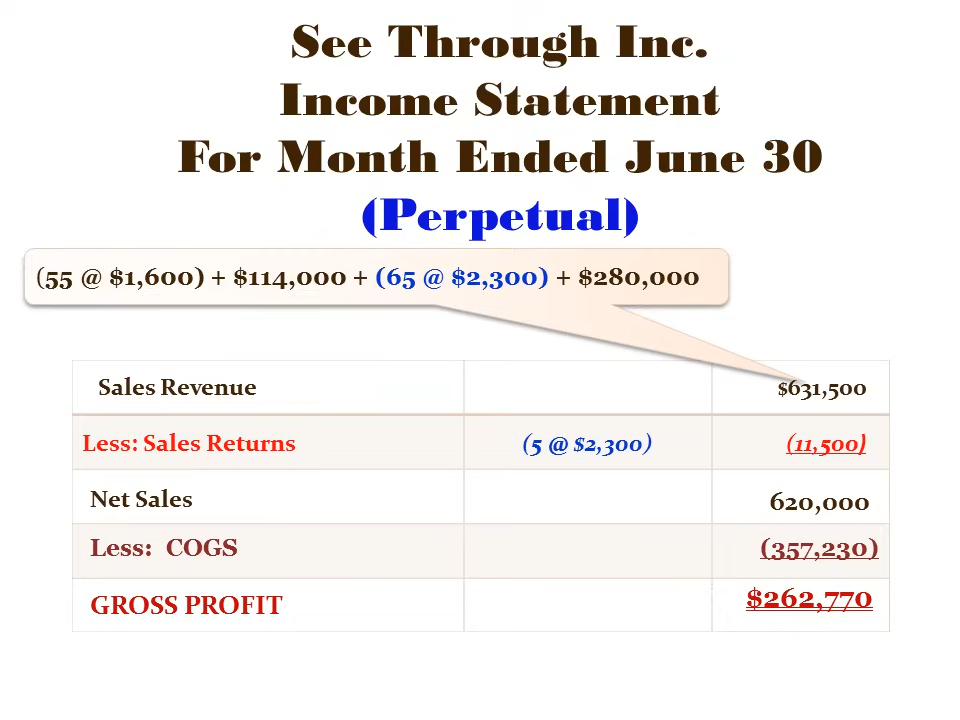 See Through Inc.
Income Statement
For Month Ended June 30
(Perpetual)
(55 @ $1,600) + $114,000 + (65 @ $2,300) + $280,000
Sales Revenue $631,500
Less: Sales Returns (5 @ $2,300) (11,500)
Net Sales 620,000
Less: COGS (357,230)
GROSS PROFIT $262,770